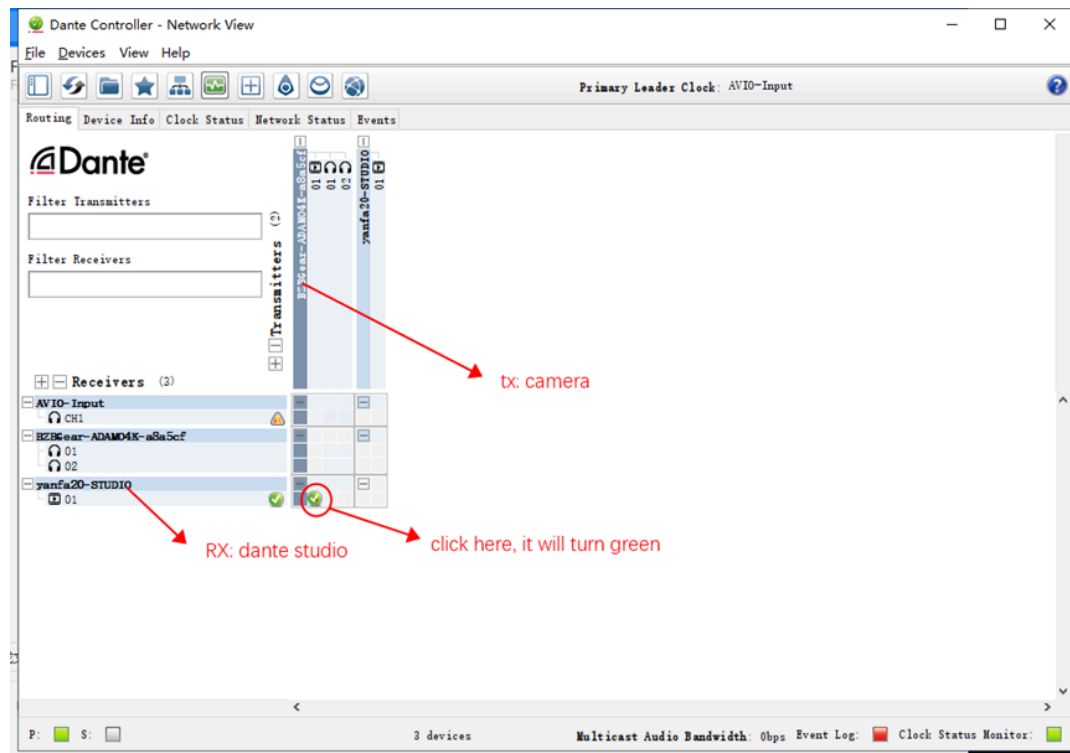 Dante Controller - Network View
File Devices View Help
Primary Leader Clock: AVIO-Input
Routing Device Info Clock Status Network Status Events
Dante
Filter Transmitters
Filter Receivers
Transmitters (2)
BZBGear-ADAMO4K-a8a5cf
01
01
02
yanfa20-STUDIO
01
Receivers (3)
AVIO-Input
CH1
BZBGear-ADAMO4K-a8a5cf
01
02
yanfa20-STUDIO
01
tx: camera
RX: dante studio
click here, it will turn green
P: S: 3 devices Multicast Audio Bandwidth: 0bps Event Log: Clock Status Monitor: